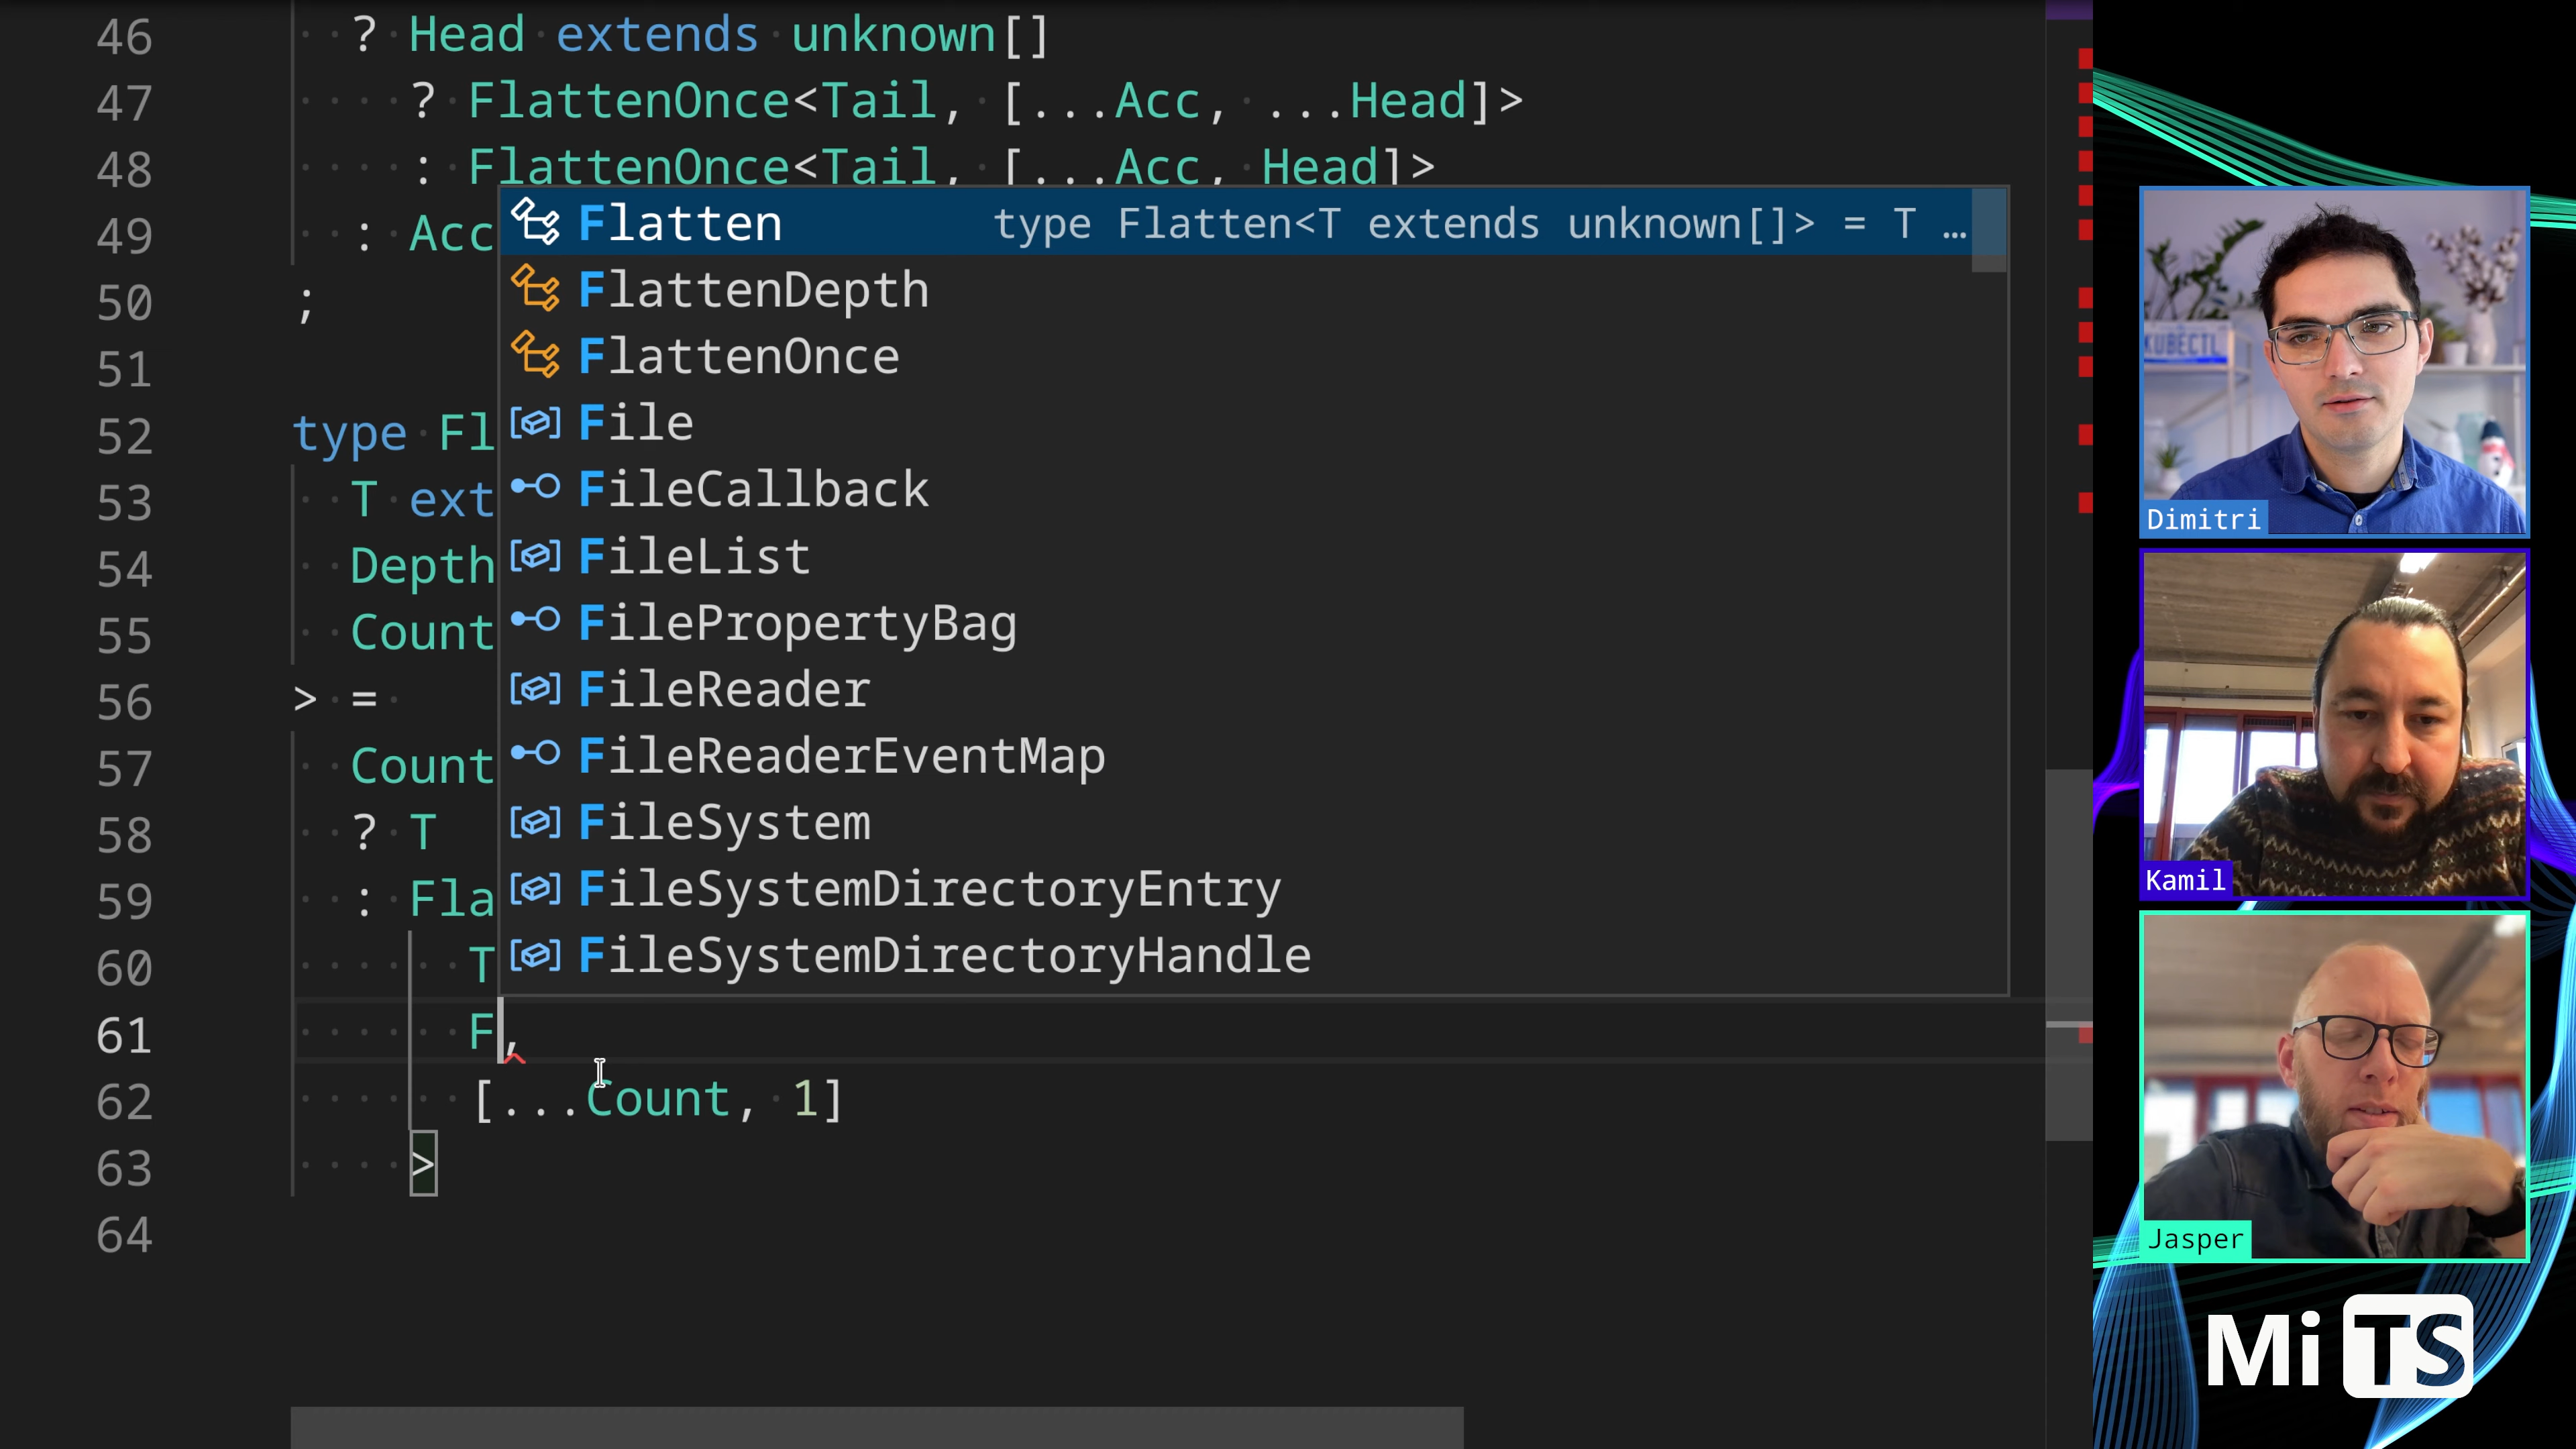 46 ? Head extends unknown[]
47 ? FlattenOnce<Tail, [...Acc, ...Head]>
48 : FlattenOnce<Tail, [...Acc, Head]>
49 : Acc
50 ;
51
52 type Fl
53 T ext
54 Depth
55 Count
56 > =
57 Count
58 ? T
59 : Fla
60 T
61 F,
62 [...Count, 1]
63 >
64
Flatten type Flatten<T extends unknown[]> = T …
FlattenDepth
FlattenOnce
File
FileCallback
FileList
FilePropertyBag
FileReader
FileReaderEventMap
FileSystem
FileSystemDirectoryEntry
FileSystemDirectoryHandle
KUBECTL
Dimitri
Kamil
Jasper
Mi TS